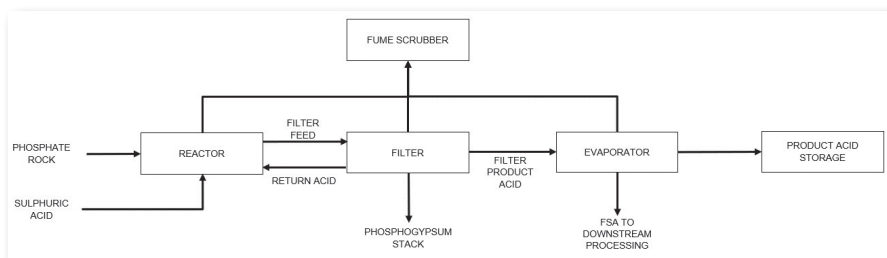 FUME SCRUBBER
FILTER
FEED
PHOSPHATE
ROCK
REACTOR
FILTER
EVAPORATOR
PRODUCT ACID
STORAGE
RETURN ACID
FILTER
PRODUCT
ACID
SULPHURIC
ACID
PHOSPHOGYPSUM
STACK
FSA TO
DOWNSTREAM
PROCESSING